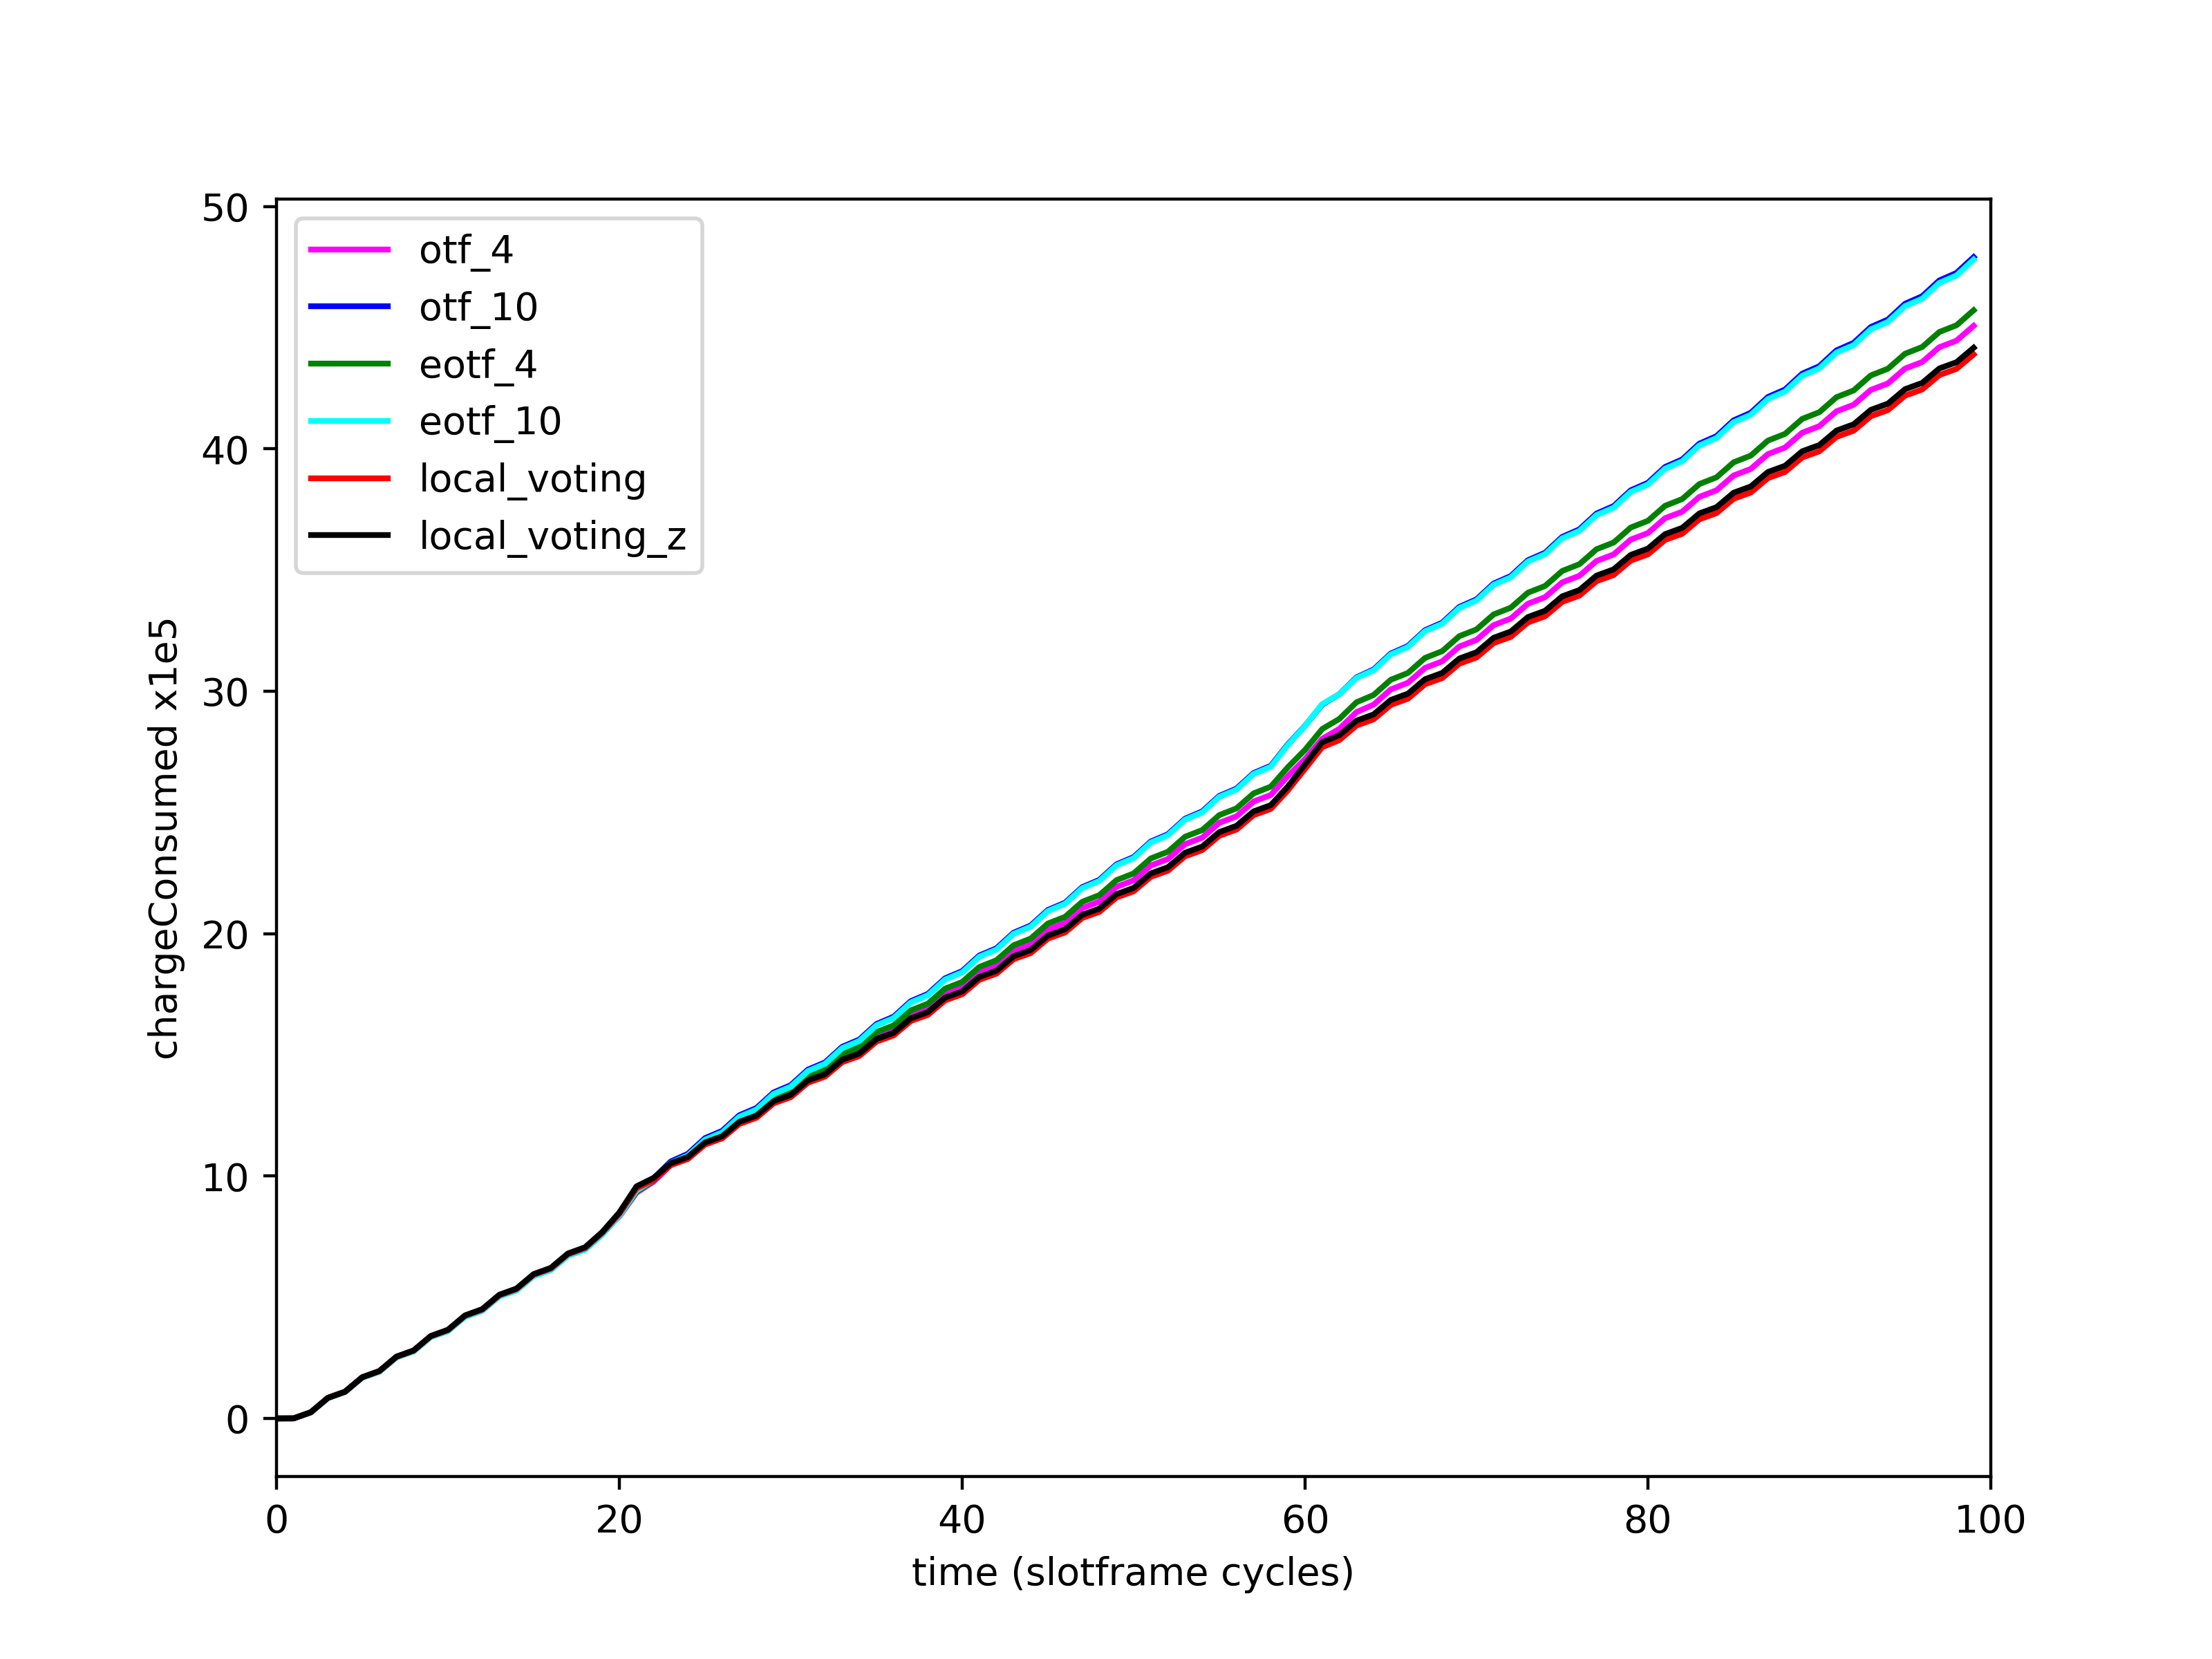 50
40
30
20
10
0
chargeConsumed x1e5
otf_4
otf_10
eotf_4
eotf_10
local_voting
local_voting_z
0 20 40 60 80 100
time (slotframe cycles)